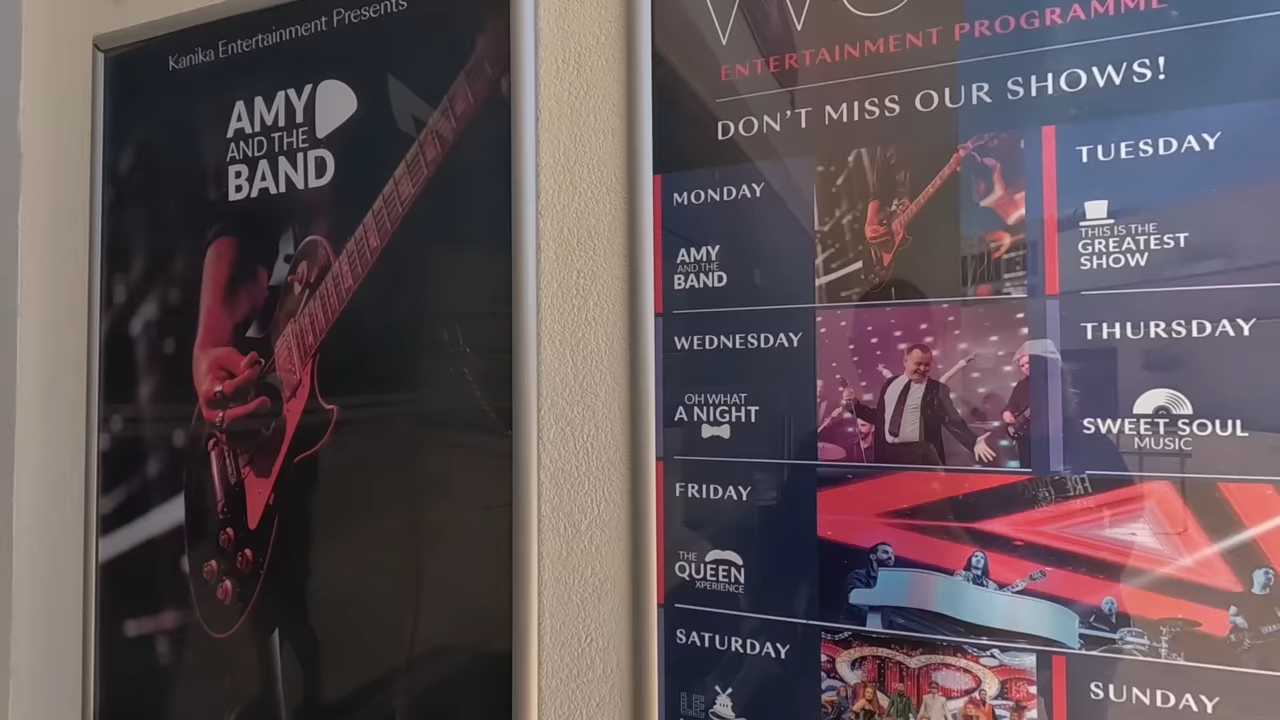 Kanika Entertainment Presents
AMY
AND THE
BAND
ENTERTAINMENT PROGRAMME
DON'T MISS OUR SHOWS!
MONDAY
AMY
AND THE
BAND
TUESDAY
THIS IS THE
GREATEST
SHOW
WEDNESDAY
OH WHAT
A NIGHT
THURSDAY
SWEET SOUL
MUSIC
FRIDAY
THE
QUEEN
XPERIENCE
SATURDAY
LE
SUNDAY